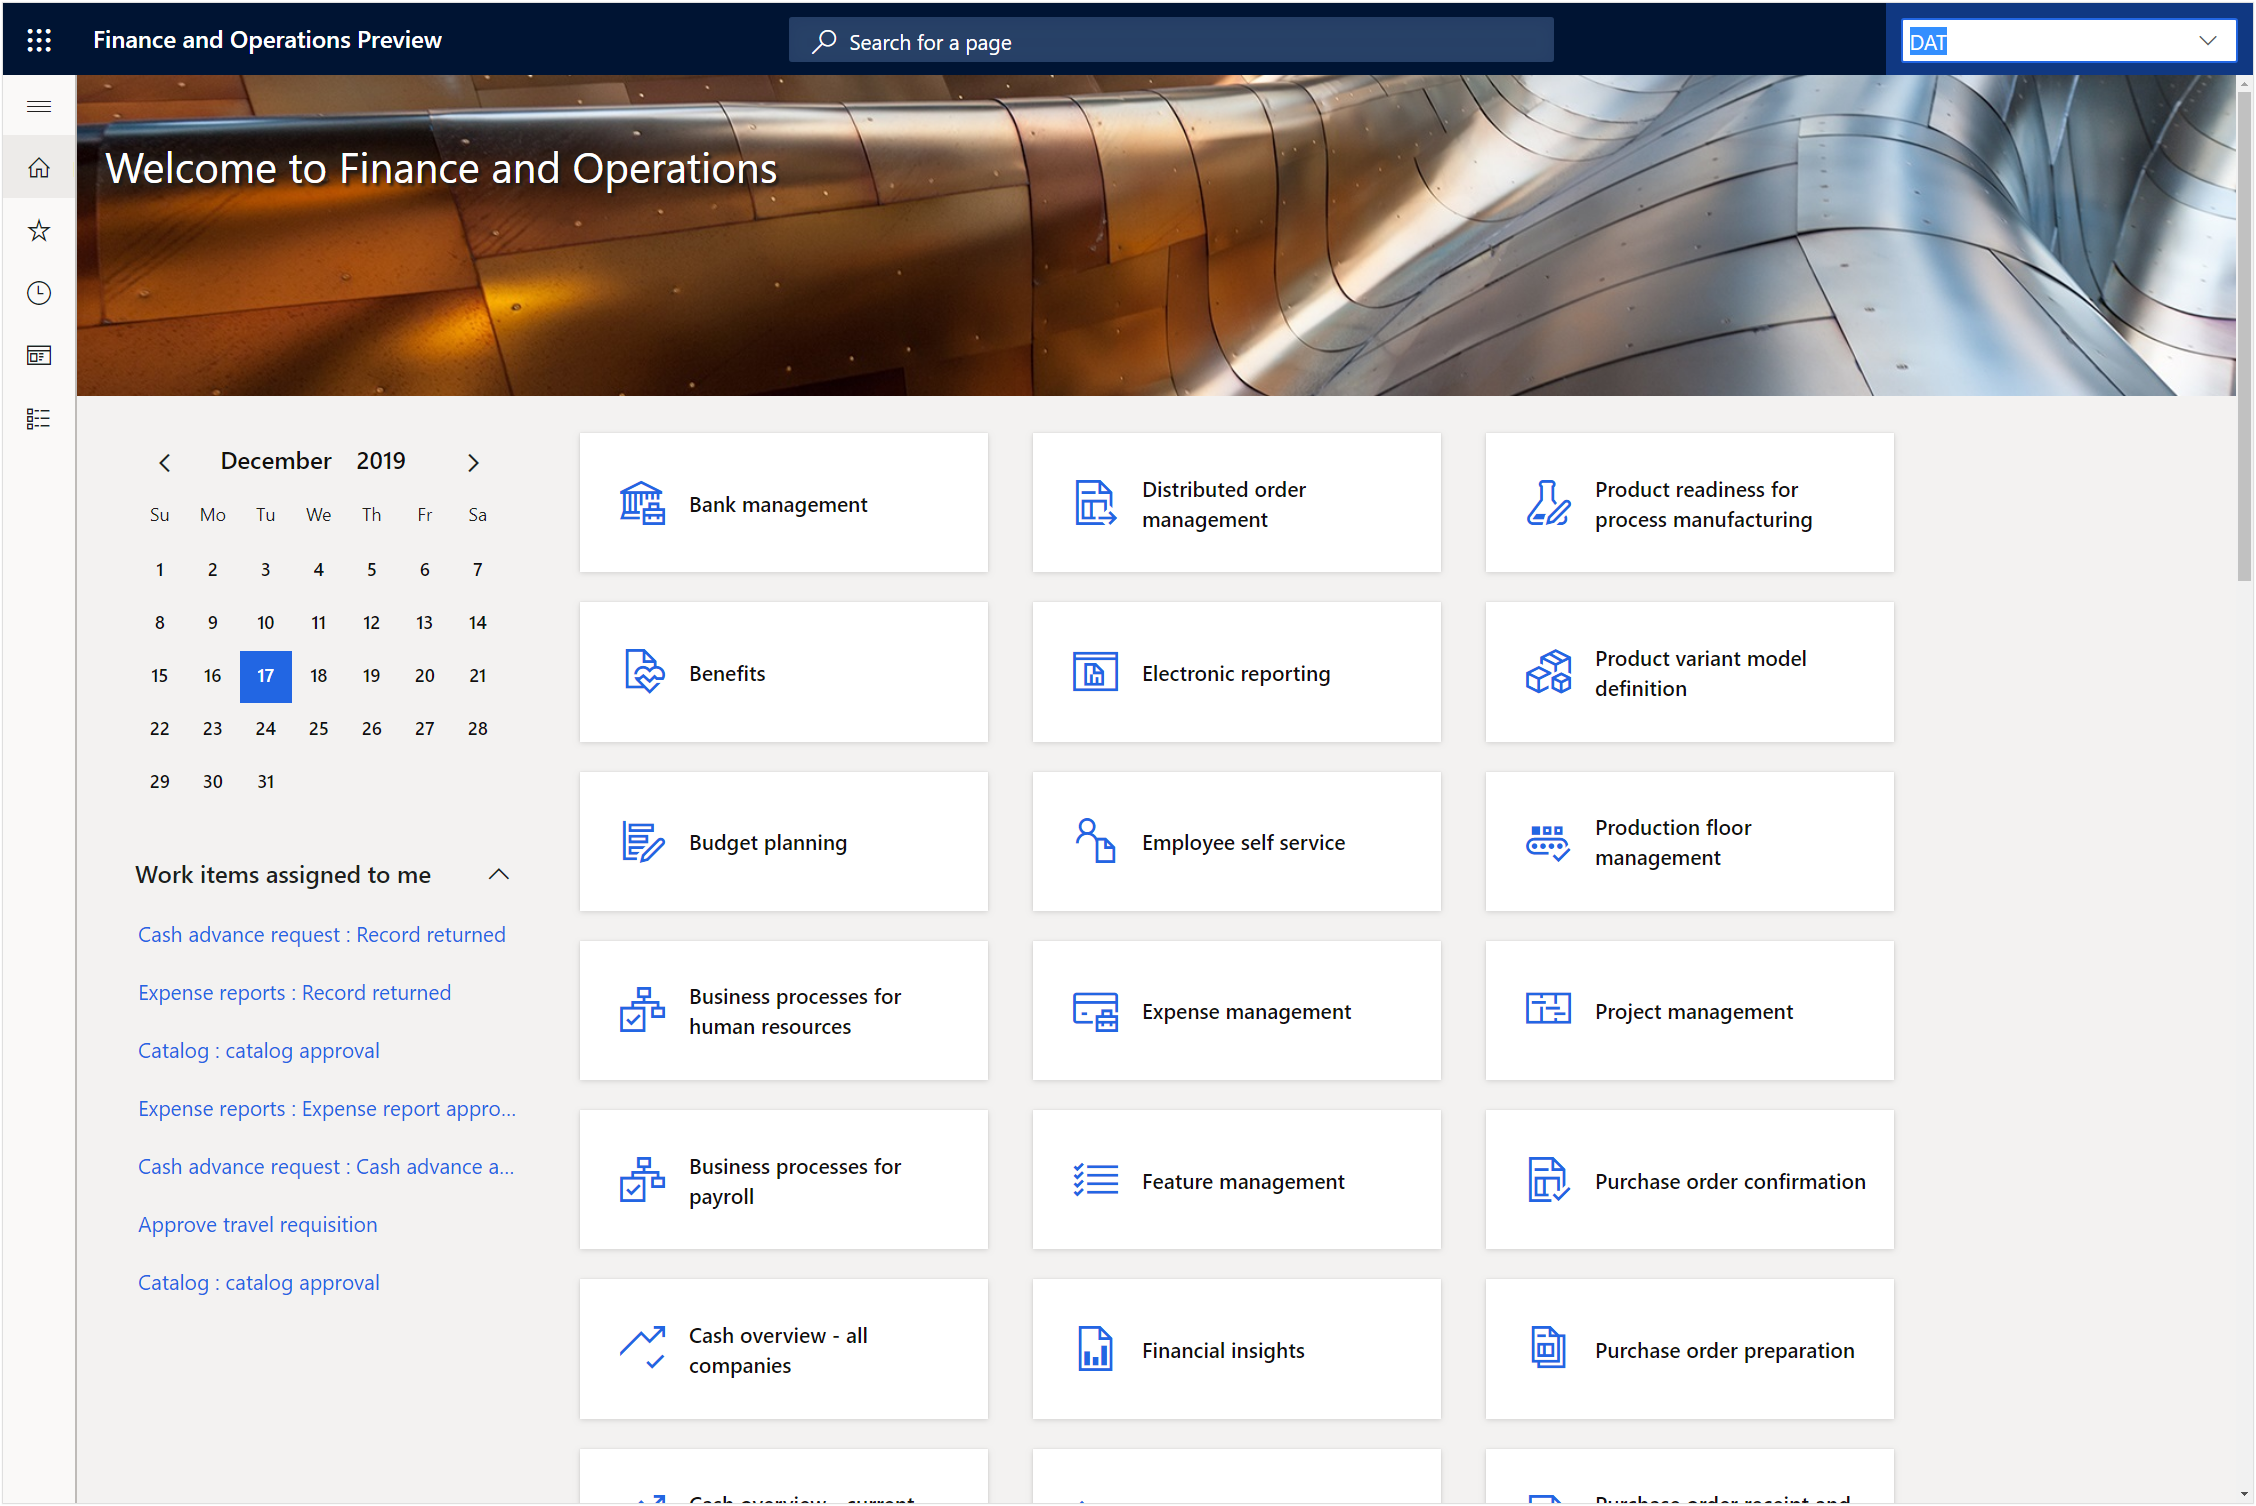 Finance and Operations Preview
Search for a page
DAT
Welcome to Finance and Operations
December 2019
Su Mo Tu We Th Fr Sa
1 2 3 4 5 6 7
8 9 10 11 12 13 14
15 16 17 18 19 20 21
22 23 24 25 26 27 28
29 30 31
Work items assigned to me
Cash advance request : Record returned
Expense reports : Record returned
Catalog : catalog approval
Expense reports : Expense report appro...
Cash advance request : Cash advance a...
Approve travel requisition
Catalog : catalog approval
Bank management
Distributed order
management
Product readiness for
process manufacturing
Benefits
Electronic reporting
Product variant model
definition
Budget planning
Employee self service
Production floor
management
Business processes for
human resources
Expense management
Project management
Business processes for
payroll
Feature management
Purchase order confirmation
Cash overview - all
companies
Financial insights
Purchase order preparation
Cash overview - current
Purchase order receipt and